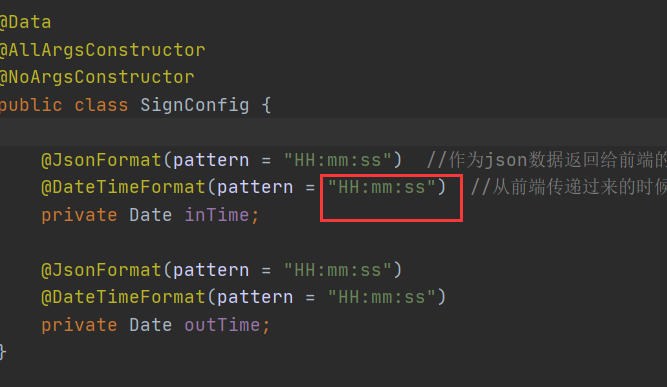 @Data
@AllArgsConstructor
@NoArgsConstructor
public class SignConfig {
@JsonFormat(pattern = "HH:mm:ss") //作为json数据返回给前端的
@DateTimeFormat(pattern = "HH:mm:ss") //从前端传递过来的时候
private Date inTime;
@JsonFormat(pattern = "HH:mm:ss")
@DateTimeFormat(pattern = "HH:mm:ss")
private Date outTime;
}